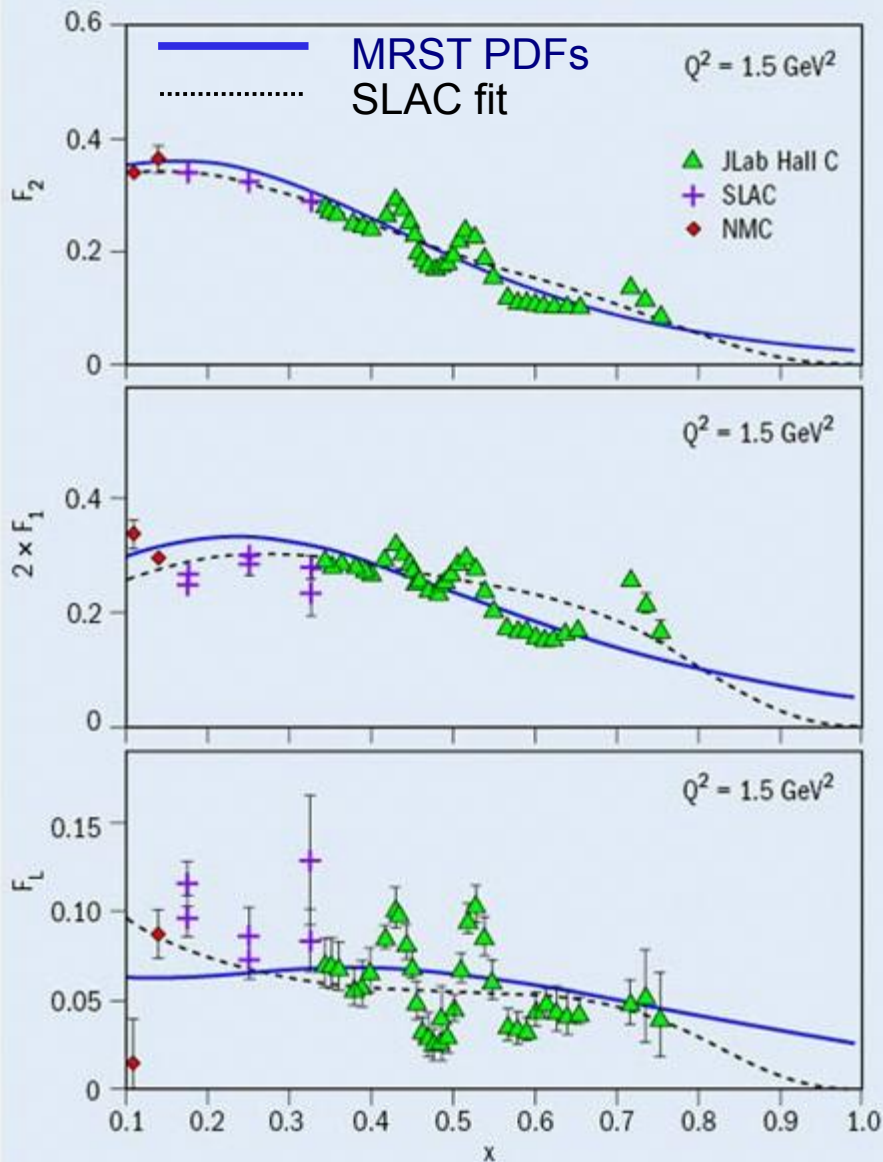 0.6
MRST PDFs
SLAC fit
Q² = 1.5 GeV²
JLab Hall C
SLAC
NMC
0.4
0.2
0
F₂
Q² = 1.5 GeV²
0.4
0.2
0
2 × F₁
Q² = 1.5 GeV²
0.15
0.10
0.05
0
F_L
0.1 0.2 0.3 0.4 0.5 0.6 0.7 0.8 0.9 1.0
x